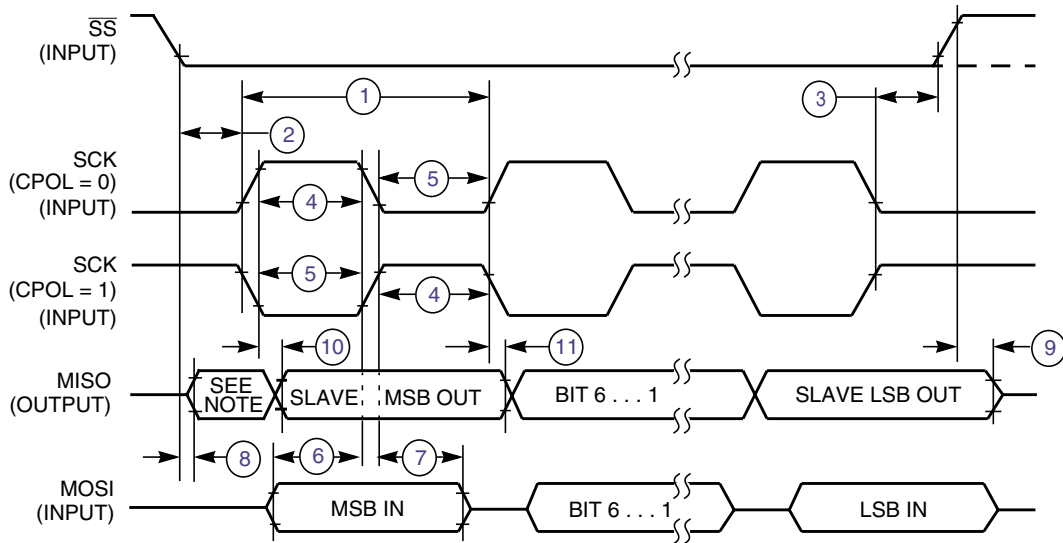 SS
(INPUT)
1
3
2
SCK
(CPOL = 0)
(INPUT)
5
4
SCK
(CPOL = 1)
(INPUT)
5
4
10
11
9
MISO
(OUTPUT)
SEE
NOTE
SLAVE
MSB OUT
BIT 6 . . . 1
SLAVE LSB OUT
8
6
7
MOSI
(INPUT)
MSB IN
BIT 6 . . . 1
LSB IN